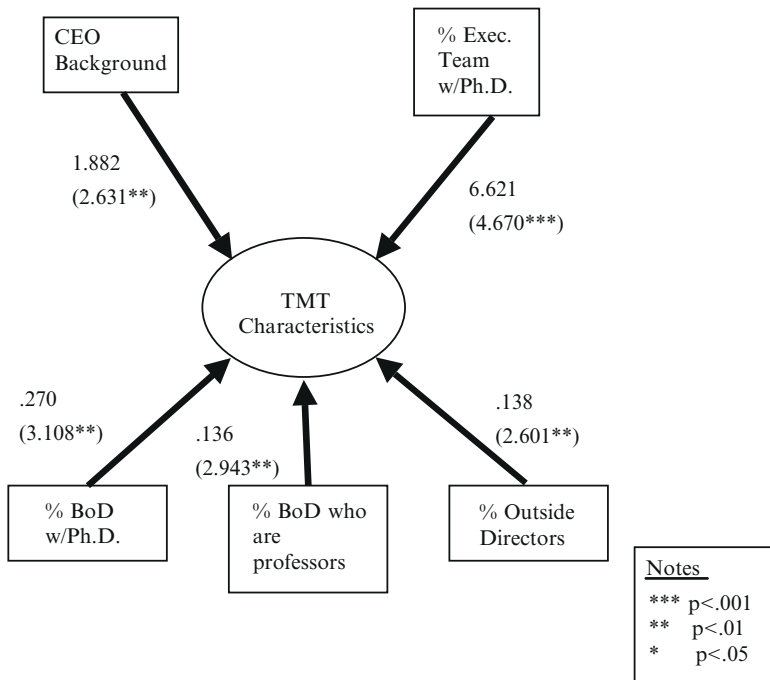 CEO
Background
% Exec.
Team
w/Ph.D.
1.882
(2.631**)
6.621
(4.670***)
TMT
Characteristics
.270
(3.108**)
.136
(2.943**)
.138
(2.601**)
% BoD
w/Ph.D.
% BoD who
are
professors
% Outside
Directors
Notes
*** p<.001
** p<.01
* p<.05